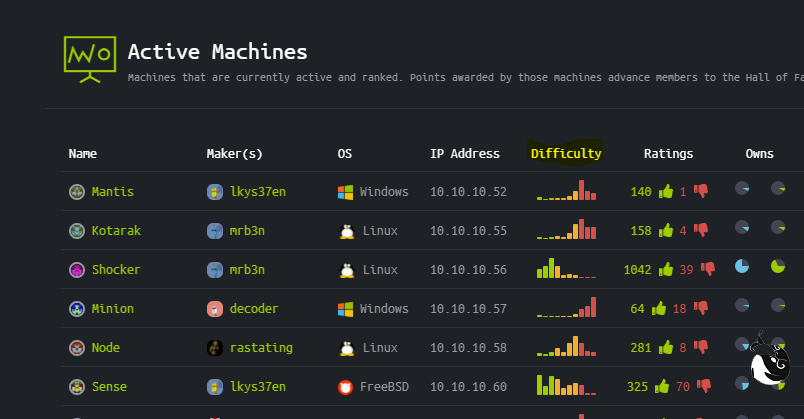 Active Machines
Machines that are currently active and ranked. Points awarded by those machines advance members to the Hall of Fa
Name Maker(s) OS IP Address Difficulty Ratings Owns
Mantis lkys37en Windows 10.10.10.52 140 1
Kotarak mrb3n Linux 10.10.10.55 158 4
Shocker mrb3n Linux 10.10.10.56 1042 39
Minion decoder Windows 10.10.10.57 64 18
Node rastating Linux 10.10.10.58 281 8
Sense lkys37en FreeBSD 10.10.10.60 325 70